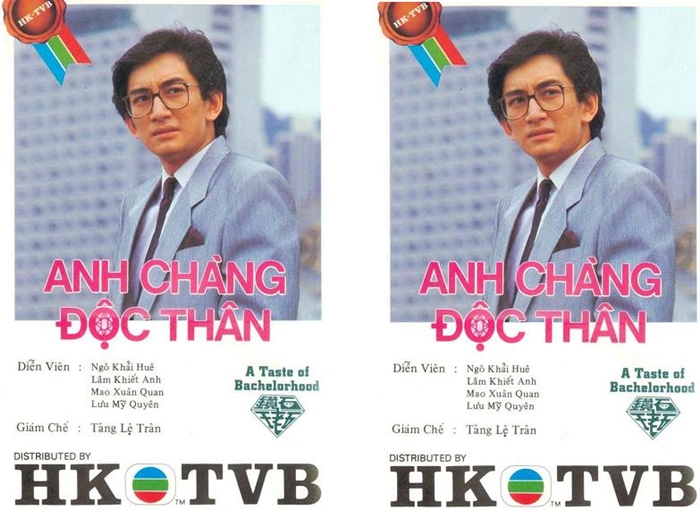 HK-TVB
ANH CHÀNG
ĐỘC THÂN
Diễn Viên : Ngô Khải Huê
Lâm Khiết Anh
Mao Xuân Quan
Lưu Mỹ Quyên
Giám Chế : Tăng Lệ Trân
A Taste of
Bachelorhood
DISTRIBUTED BY
HK TM TVB
HK-TVB
ANH CHÀNG
ĐỘC THÂN
Diễn Viên : Ngô Khải Huê
Lâm Khiết Anh
Mao Xuân Quan
Lưu Mỹ Quyên
Giám Chế : Tăng Lệ Trân
A Taste of
Bachelorhood
DISTRIBUTED BY
HK TM TVB